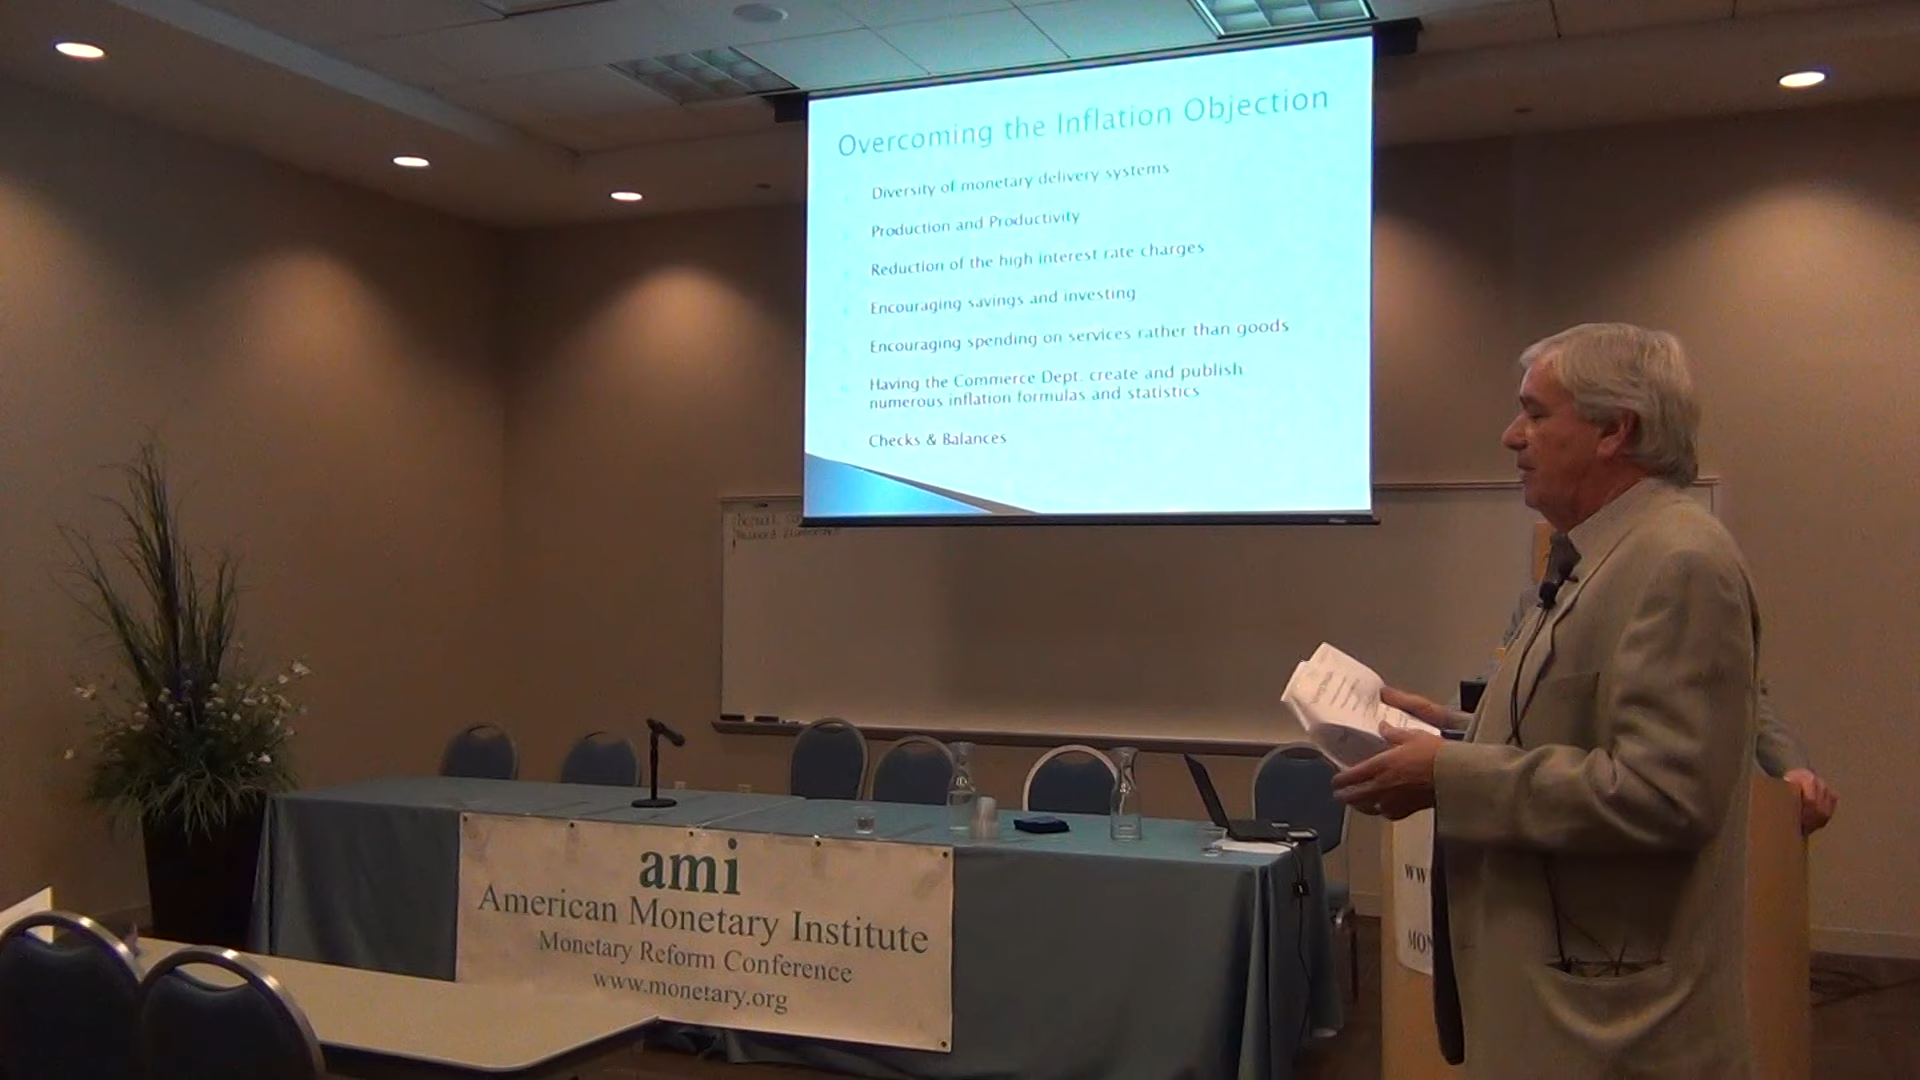 Overcoming the Inflation Objection
Diversity of monetary delivery systems
Production and Productivity
Reduction of the high interest rate charges
Encouraging savings and investing
Encouraging spending on services rather than goods
Having the Commerce Dept. create and publish
numerous inflation formulas and statistics
Checks & Balances
ami
American Monetary Institute
Monetary Reform Conference
www.monetary.org
WW
MON